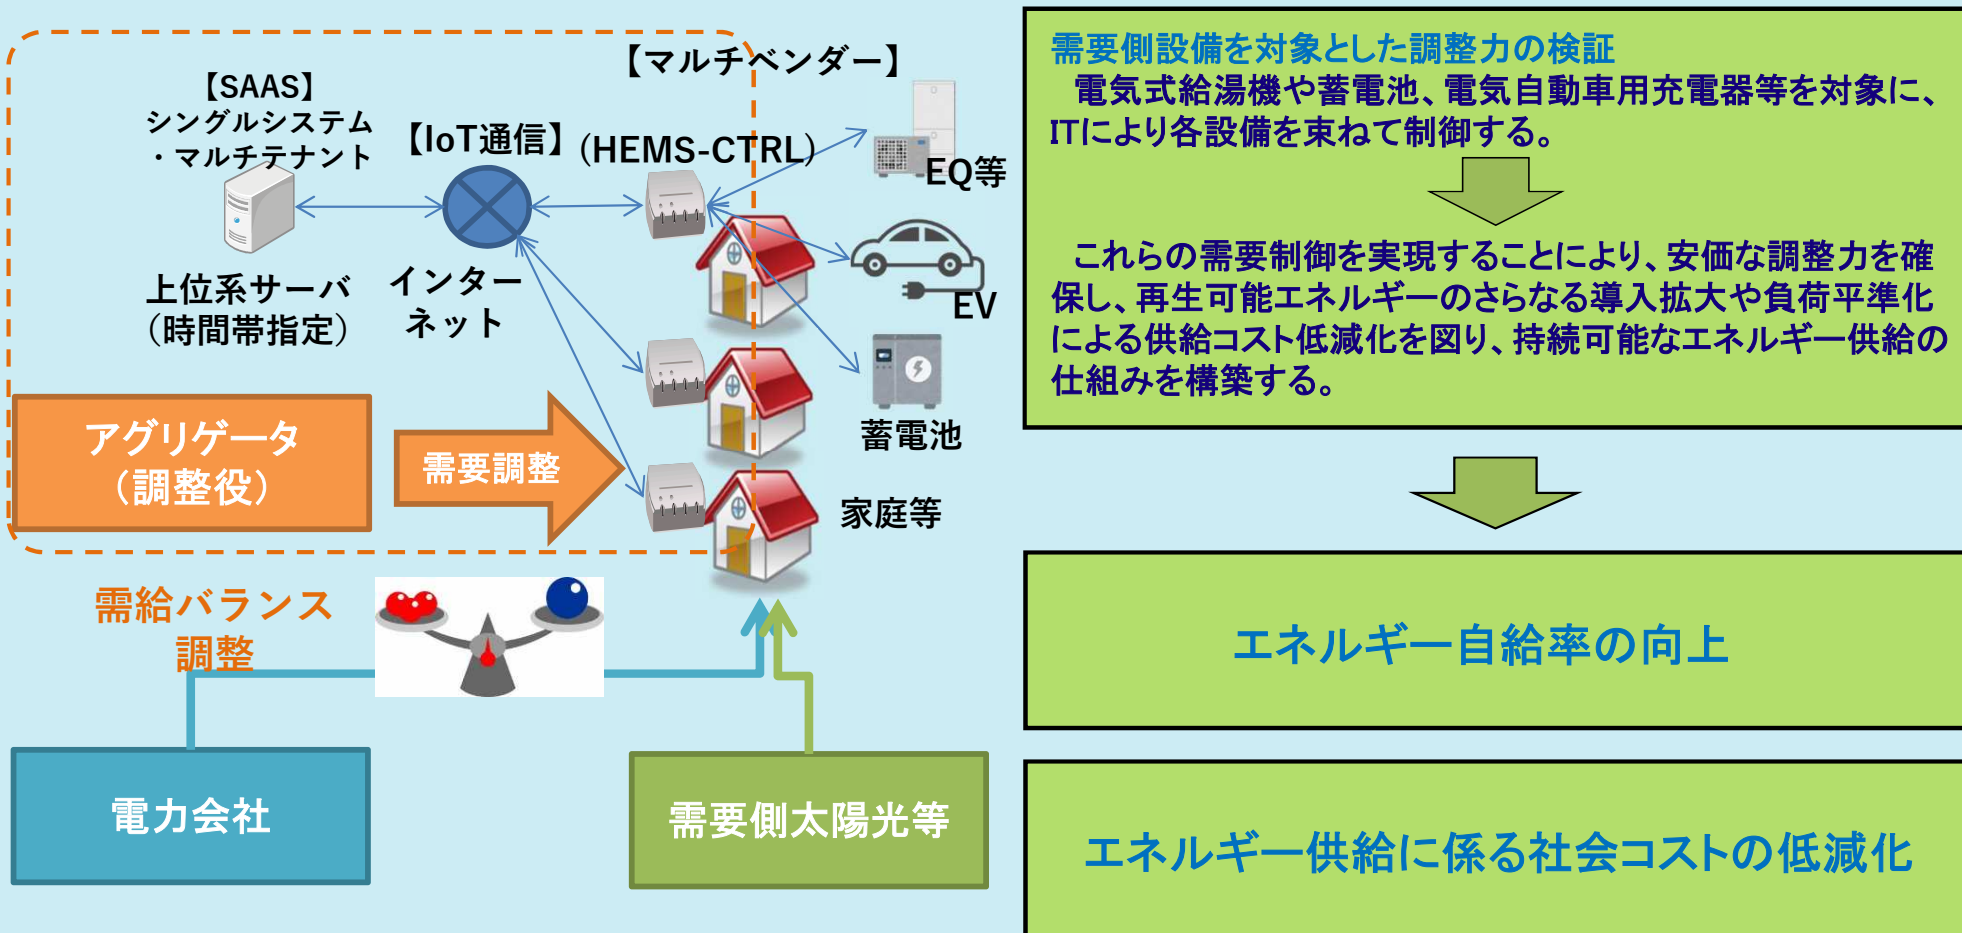 【マルチベンダー】
【SAAS】
シングルシステム
・マルチテナント
【IoT通信】
(HEMS-CTRL)
EQ等
上位系サーバ
（時間帯指定）
インター
ネット
EV
蓄電池
アグリゲータ
（調整役）
需要調整
家庭等
需給バランス
調整
電力会社
需要側太陽光等
需要側設備を対象とした調整力の検証
電気式給湯機や蓄電池、電気自動車用充電器等を対象に、
ITにより各設備を束ねて制御する。
これらの需要制御を実現することにより、安価な調整力を確
保し、再生可能エネルギーのさらなる導入拡大や負荷平準化
による供給コスト低減化を図り、持続可能なエネルギー供給の
仕組みを構築する。
エネルギー自給率の向上
エネルギー供給に係る社会コストの低減化